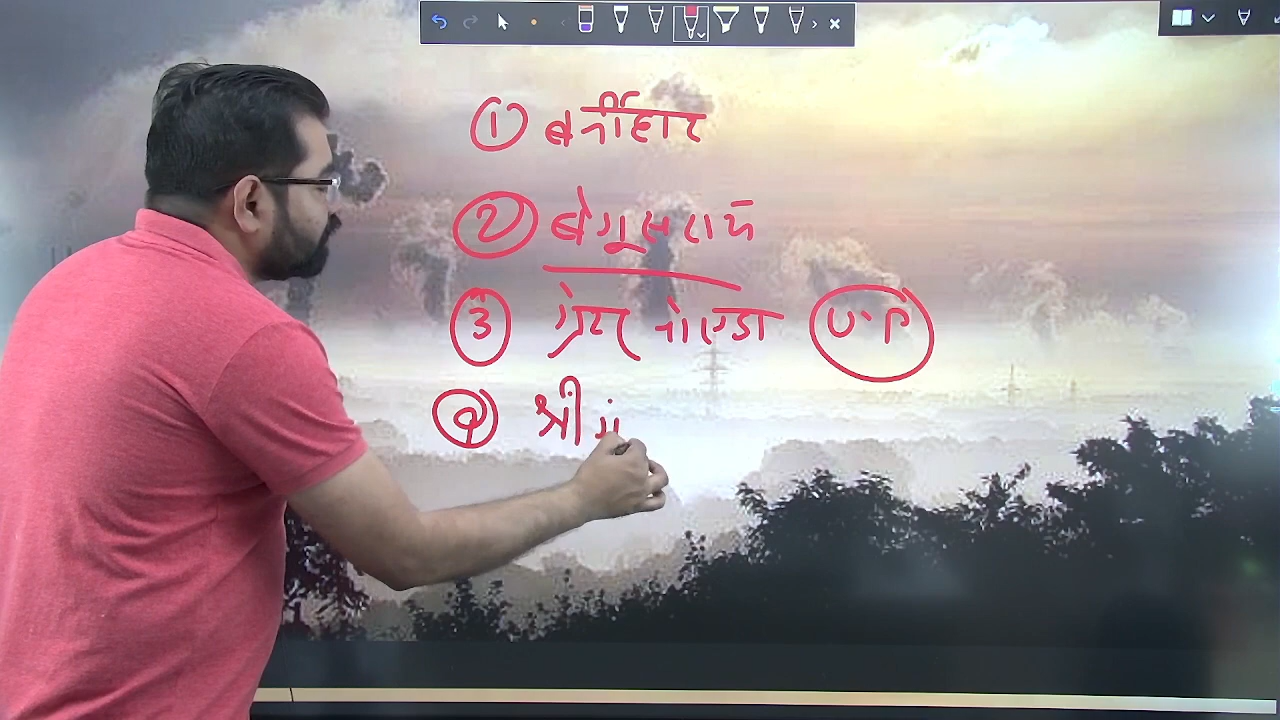 ① बर्नीहाट
② बेगूसराय
③ ग्रेटर नोएडा U.P
④ श्री